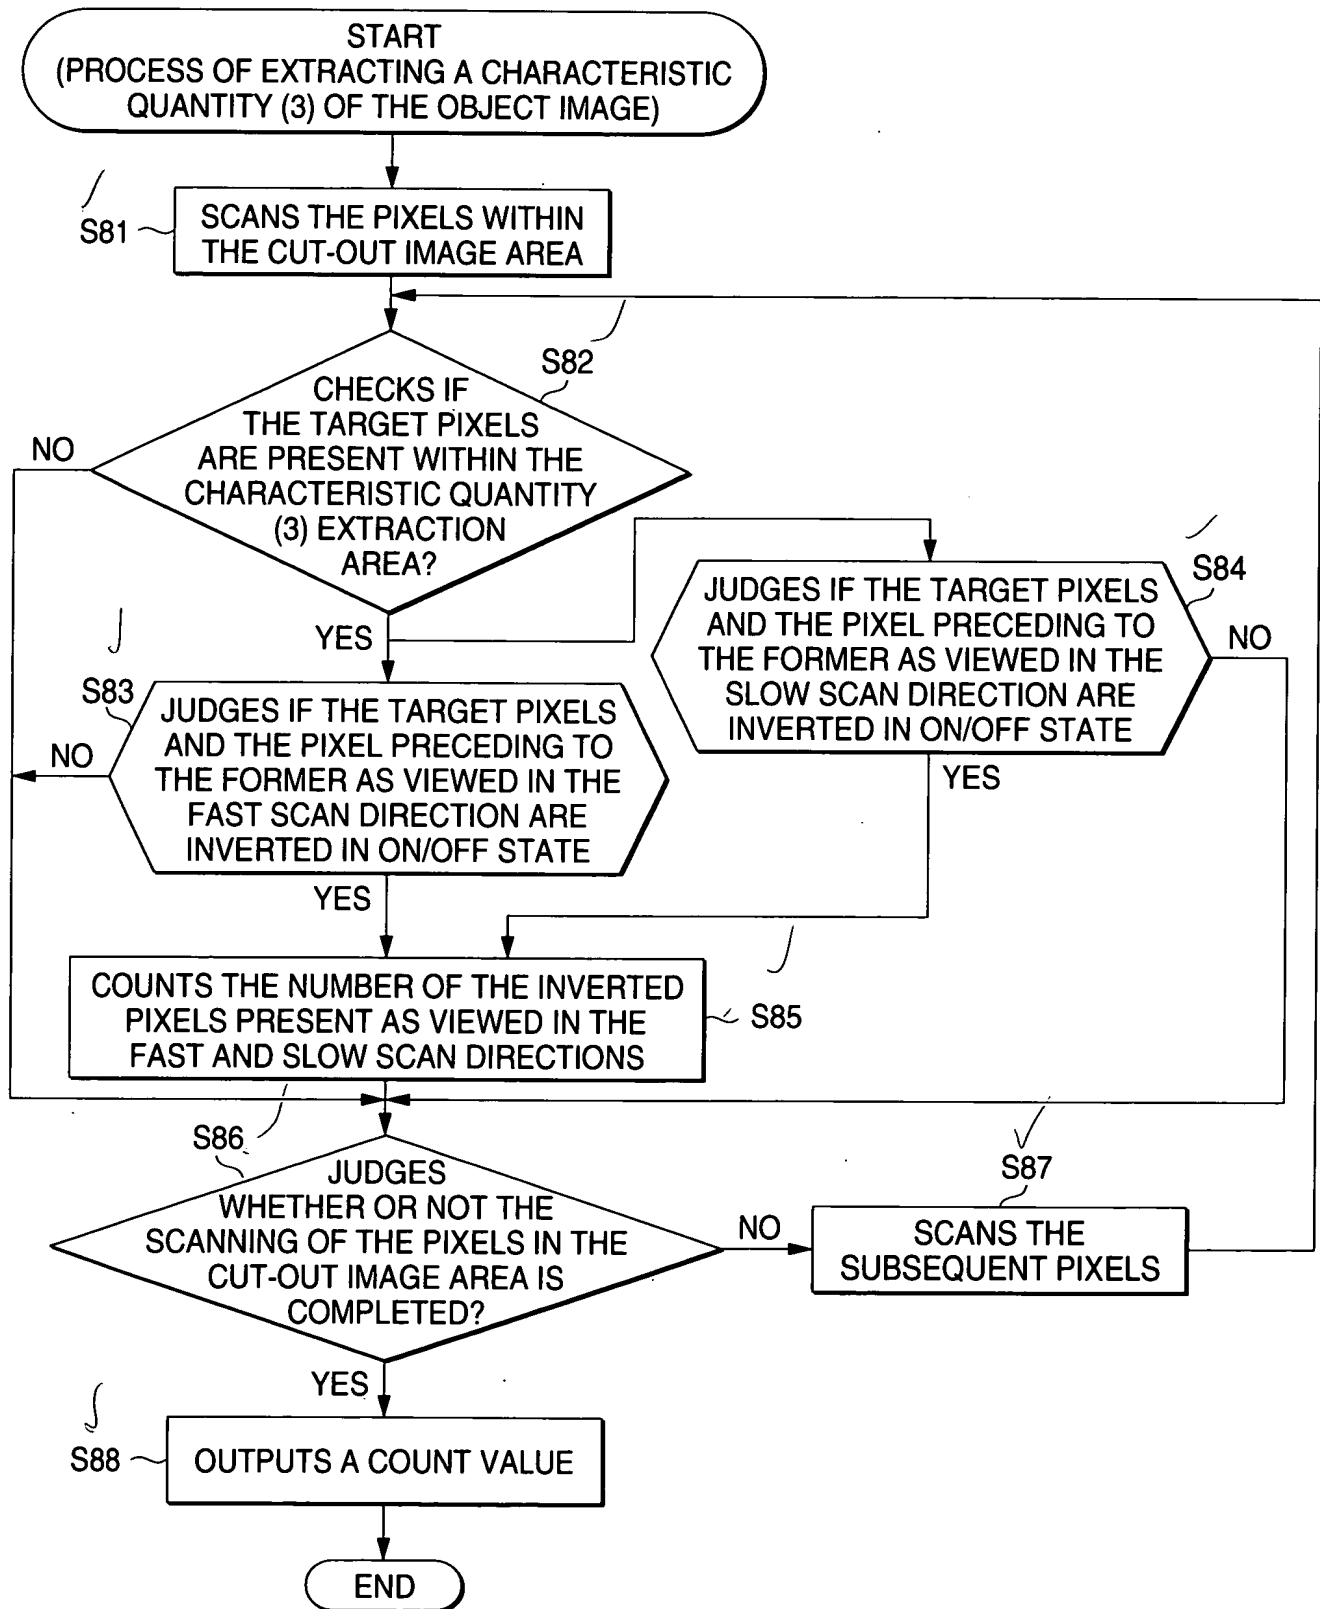 START
(PROCESS OF EXTRACTING A CHARACTERISTIC
QUANTITY (3) OF THE OBJECT IMAGE)
S81
SCANS THE PIXELS WITHIN
THE CUT-OUT IMAGE AREA
S82
CHECKS IF
THE TARGET PIXELS
ARE PRESENT WITHIN THE
CHARACTERISTIC QUANTITY
(3) EXTRACTION
AREA?
NO
YES
S84
JUDGES IF THE TARGET PIXELS
AND THE PIXEL PRECEDING TO
THE FORMER AS VIEWED IN THE
SLOW SCAN DIRECTION ARE
INVERTED IN ON/OFF STATE
NO
YES
S83
JUDGES IF THE TARGET PIXELS
AND THE PIXEL PRECEDING TO
THE FORMER AS VIEWED IN THE
FAST SCAN DIRECTION ARE
INVERTED IN ON/OFF STATE
NO
YES
COUNTS THE NUMBER OF THE INVERTED
PIXELS PRESENT AS VIEWED IN THE
FAST AND SLOW SCAN DIRECTIONS
S85
S86
JUDGES
WHETHER OR NOT THE
SCANNING OF THE PIXELS IN THE
CUT-OUT IMAGE AREA IS
COMPLETED?
NO
S87
SCANS THE
SUBSEQUENT PIXELS
YES
S88
OUTPUTS A COUNT VALUE
END